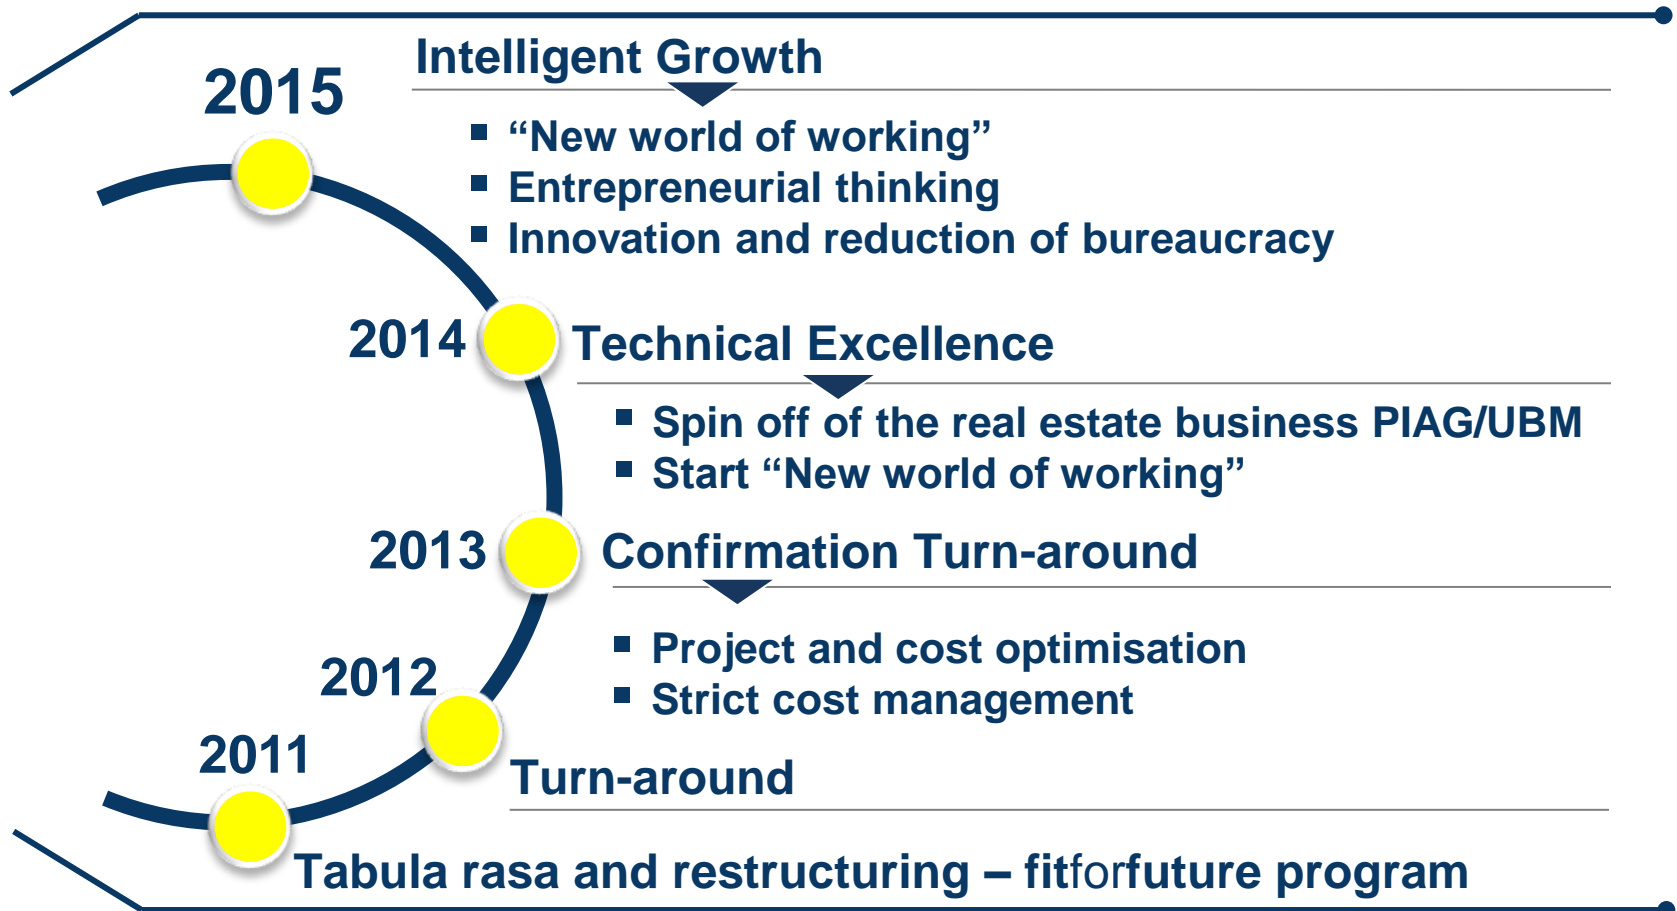 2015
Intelligent Growth
“New world of working”
Entrepreneurial thinking
Innovation and reduction of bureaucracy
2014
Technical Excellence
Spin off of the real estate business PIAG/UBM
Start “New world of working”
2013
Confirmation Turn-around
Project and cost optimisation
Strict cost management
2012
Turn-around
2011
Tabula rasa and restructuring – fitforfuture program